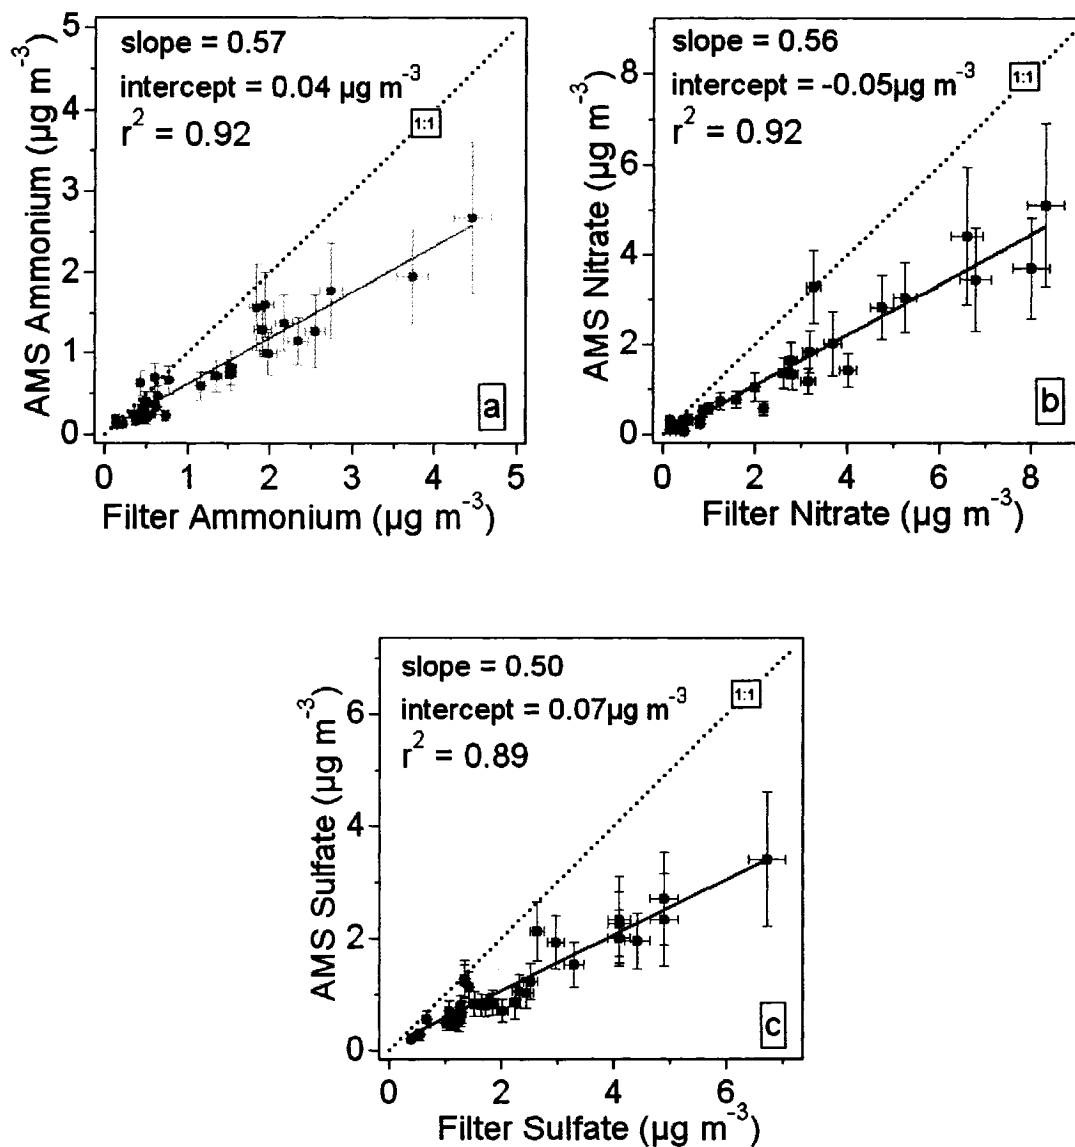 slope = 0.57
intercept = 0.04 µg m⁻³
r² = 0.92
1:1
AMS Ammonium (µg m⁻³)
5
4
3
2
1
0
a
0 1 2 3 4 5
Filter Ammonium (µg m⁻³)
slope = 0.56
intercept = -0.05µg m⁻³
r² = 0.92
1:1
AMS Nitrate (µg m⁻³)
8
6
4
2
0
b
0 2 4 6 8
Filter Nitrate (µg m⁻³)
slope = 0.50
intercept = 0.07µg m⁻³
r² = 0.89
1:1
AMS Sulfate (µg m⁻³)
6
4
2
0
c
0 2 4 6
Filter Sulfate (µg m⁻³)